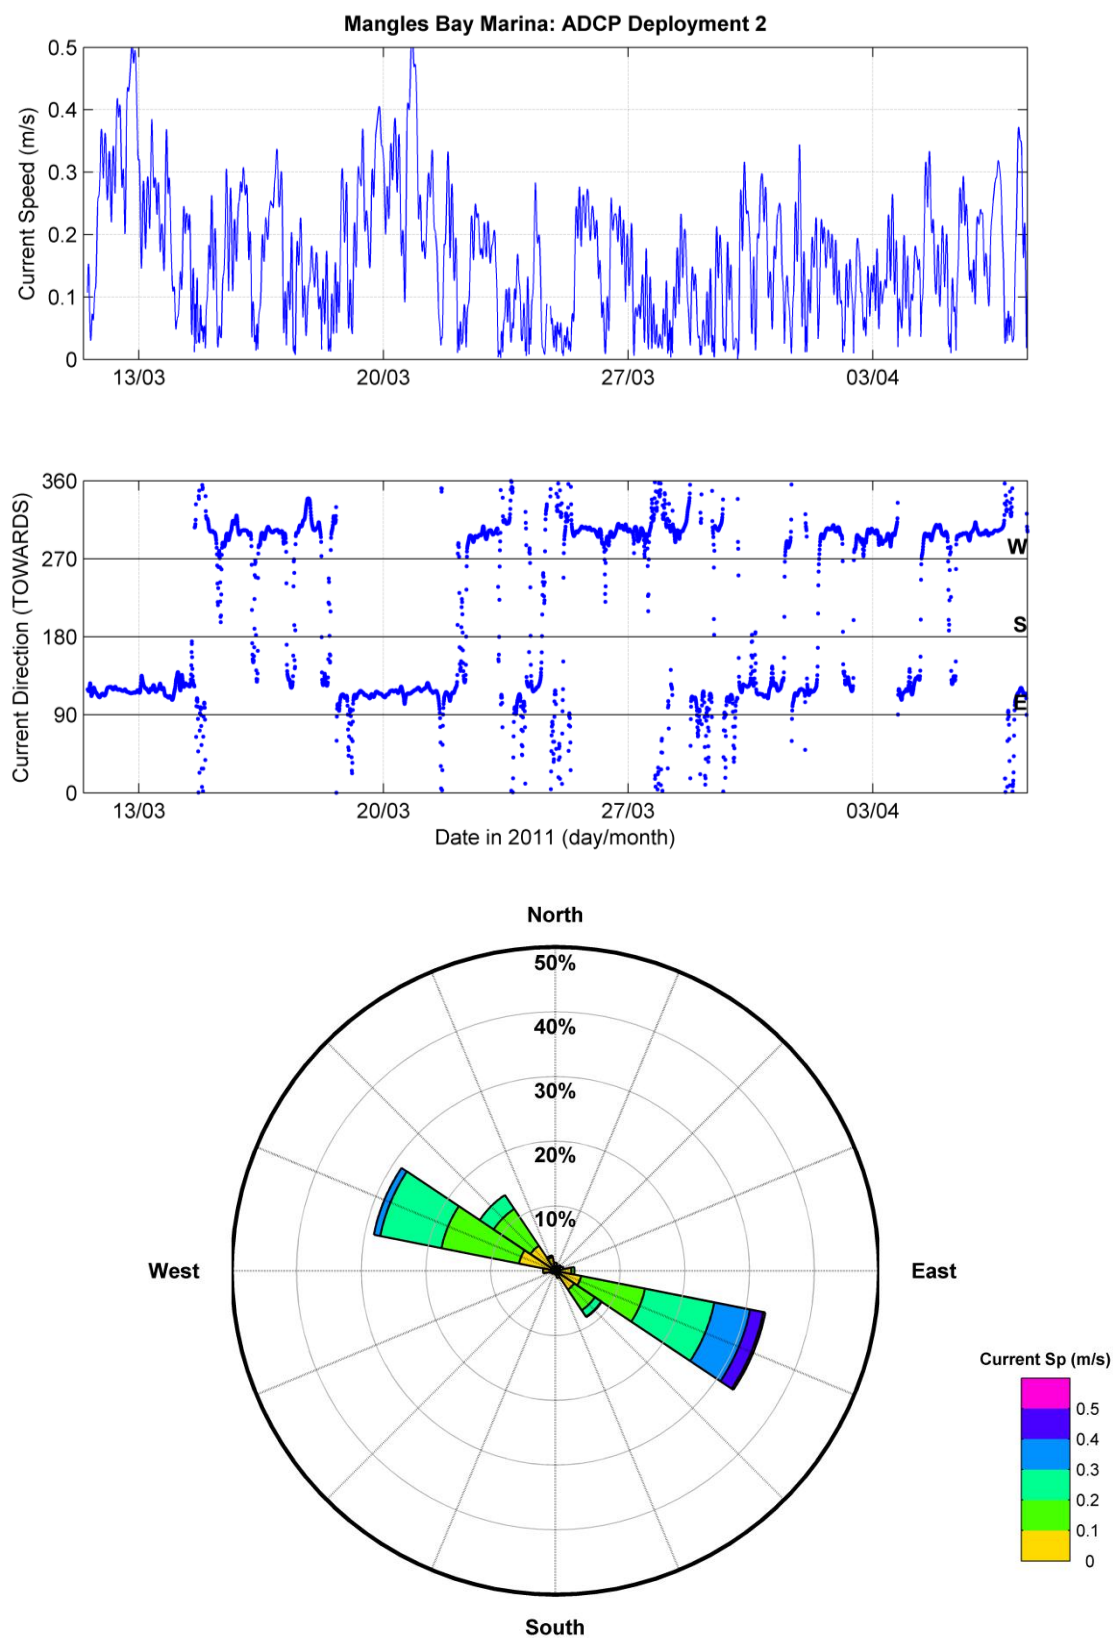 Mangles Bay Marina: ADCP Deployment 2
0.5
0.4
0.3
0.2
0.1
0
Current Speed (m/s)
13/03 20/03 27/03 03/04
360
270
180
90
0
Current Direction (TOWARDS)
W
S
E
13/03 20/03 27/03 03/04
Date in 2011 (day/month)
North
50%
40%
30%
20%
10%
West East
South
Current Sp (m/s)
0.5
0.4
0.3
0.2
0.1
0